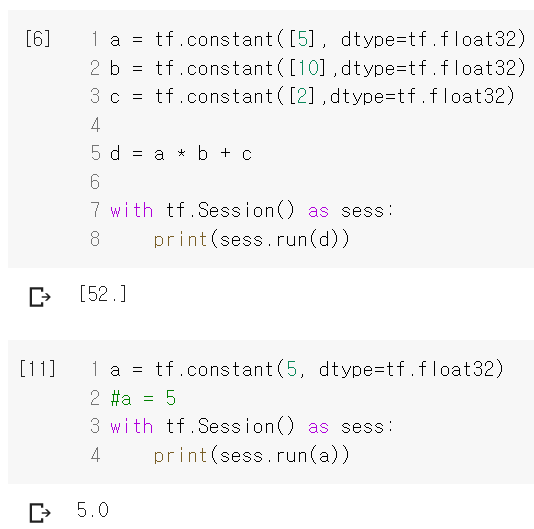 [6] 1 a = tf.constant([5], dtype=tf.float32)
2 b = tf.constant([10],dtype=tf.float32)
3 c = tf.constant([2],dtype=tf.float32)
4
5 d = a * b + c
6
7 with tf.Session() as sess:
8     print(sess.run(d))
[52.]
[11] 1 a = tf.constant(5, dtype=tf.float32)
2 #a = 5
3 with tf.Session() as sess:
4     print(sess.run(a))
5.0